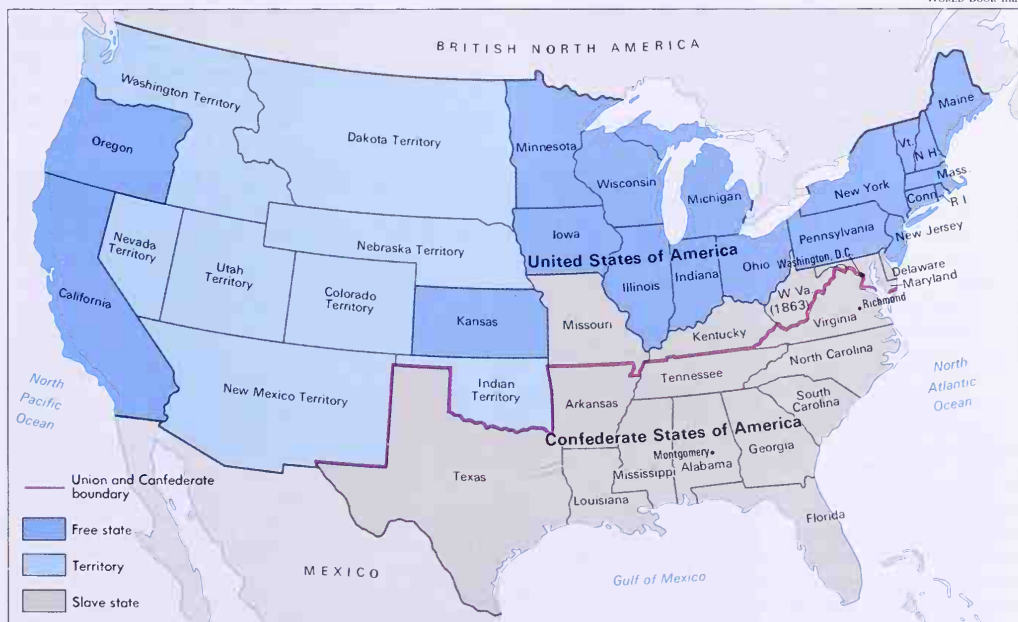 BRITISH NORTH AMERICA
Washington Territory
Dakota Territory
Minnesota
Maine
Oregon
Vt.
N H
Mass
Wisconsin
Michigan
New York
Conn
R I
Nebraska Territory
Iowa
Pennsylvania
New Jersey
Nevada
Territory
Utah
Territory
United States of America
Ohio
Washington, D.C.
Delaware
Maryland
California
Colorado
Territory
Illinois
Indiana
W Va
(1863)
Richmond
Kansas
Missouri
Kentucky
Virginia
North
Pacific
Ocean
New Mexico Territory
Indian
Territory
Tennessee
North Carolina
North
Atlantic
Ocean
Arkansas
South
Carolina
Confederate States of America
Montgomery
Mississippi
Alabama
Georgia
Texas
Louisiana
Florida
MEXICO
Gulf of Mexico
Union and Canfederate
boundary
Free state
Territory
Slave state